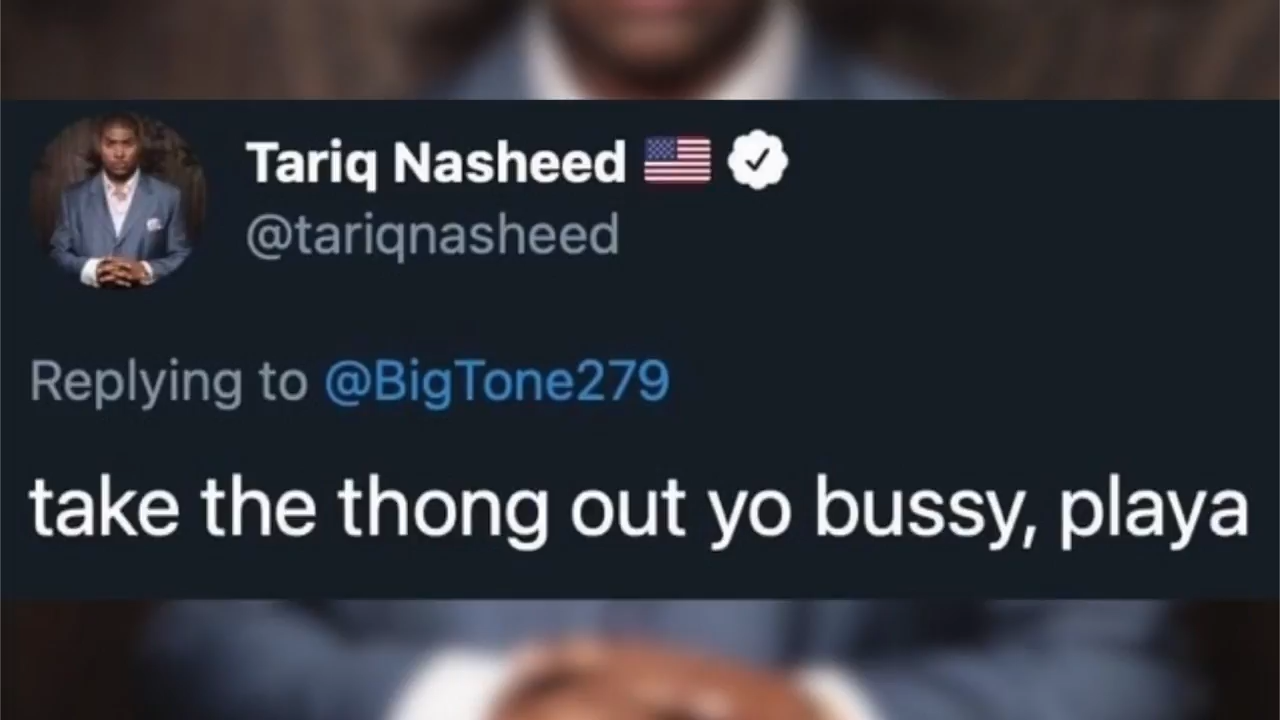 Tariq Nasheed 🇺🇸
@tariqnasheed
Replying to @BigTone279
take the thong out yo bussy, playa